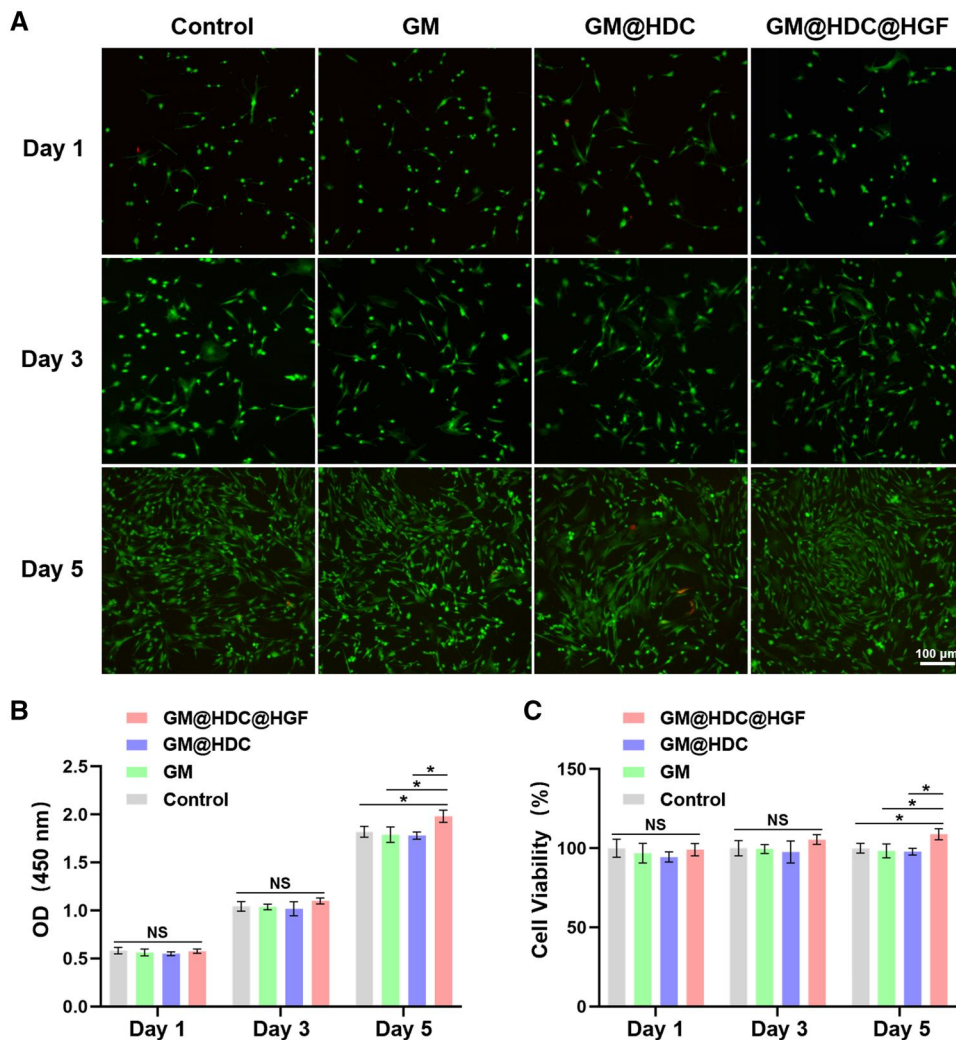 A
Control GM GM@HDC GM@HDC@HGF
Day 1
Day 3
Day 5
100 μm
B
GM@HDC@HGF
GM@HDC
GM
Control
OD (450 nm)
2.5
2.0
1.5
1.0
0.5
0.0
NS
NS
*
*
*
Day 1 Day 3 Day 5
C
GM@HDC@HGF
GM@HDC
GM
Control
Cell Viability (%)
150
100
50
0
NS
NS
*
*
*
Day 1 Day 3 Day 5